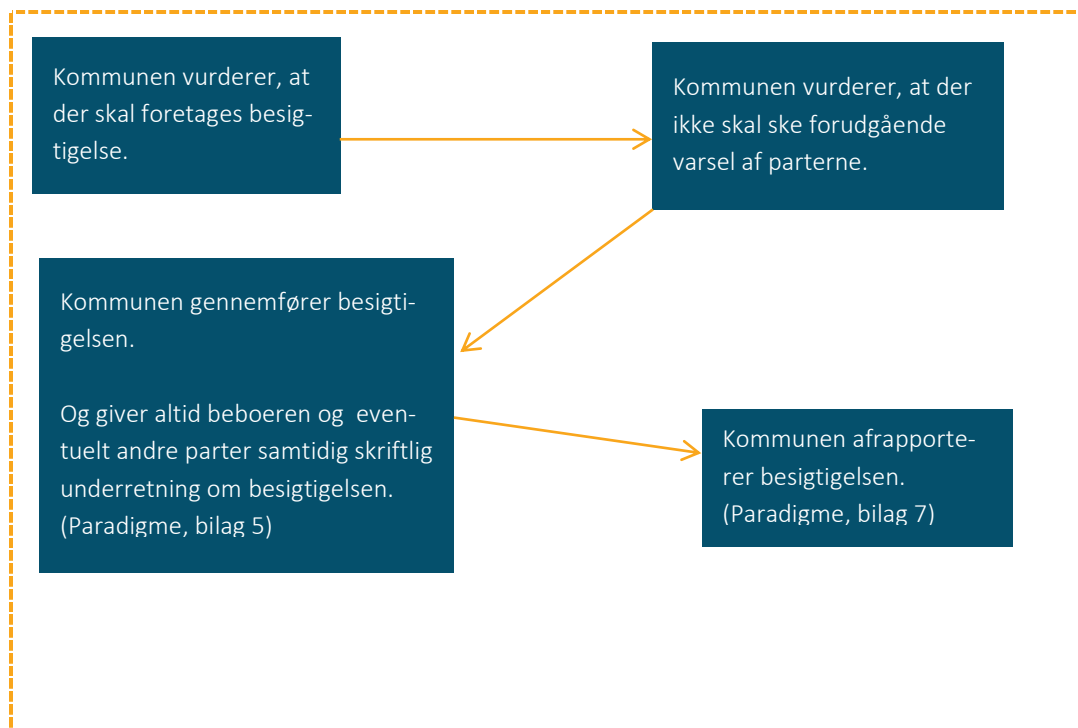 Kommunen vurderer, at
der skal foretages besig-
tigelse.
Kommunen vurderer, at der
ikke skal ske forudgående
varsel af parterne.
Kommunen gennemfører besigti-
gelsen.
Og giver altid beboeren og  even-
tuelt andre parter samtidig skriftlig
underretning om besigtigelsen.
(Paradigme, bilag 5)
Kommunen afrapporte-
rer besigtigelsen.
(Paradigme, bilag 7)